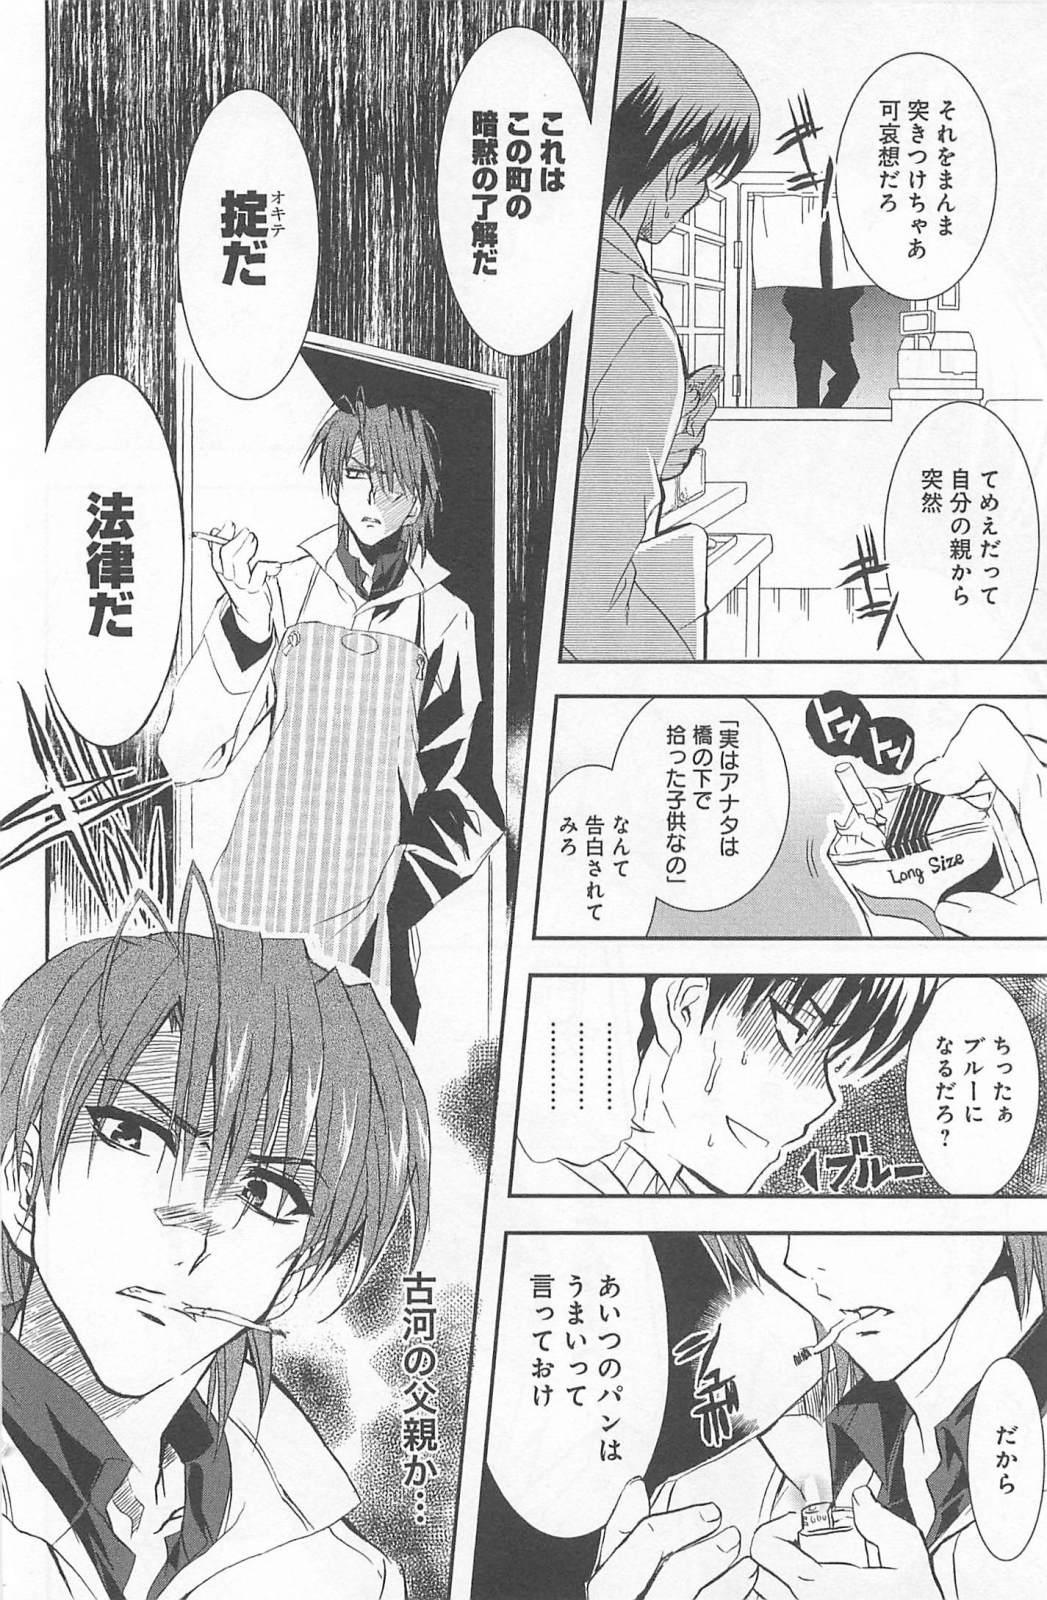 それをまんま
突きつけちゃあ
可哀想だろ
てめえだって
自分の親から
突然
トントン
Long Size
「実はアナタは
橋の下で
拾った子供なの」
なんて
告白されて
みろ
ちったぁ
ブルーに
なるだろ?
…………
…………
ブルー
だから
あいつのパンは
うまいって
言っておけ
これは
この町の
暗黙の了解だ
オキテ
掟だ
法律だ
古河の父親か…